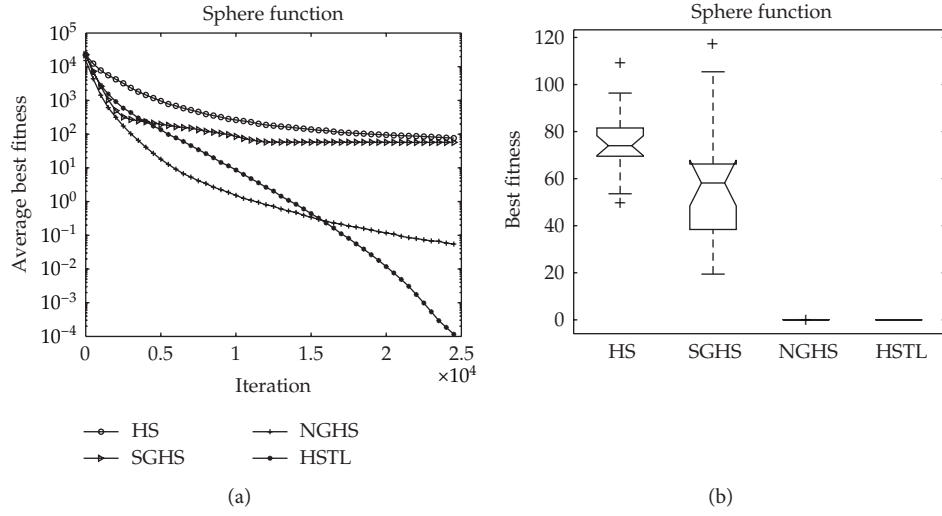 Sphere function
Average best fitness
10^5
10^4
10^3
10^2
10^1
10^0
10^−1
10^−2
10^−3
10^−4
0 0.5 1 1.5 2 2.5
×10^4
Iteration
HS
SGHS
NGHS
HSTL
(a)
Sphere function
Best fitness
120
100
80
60
40
20
0
HS SGHS NGHS HSTL
(b)